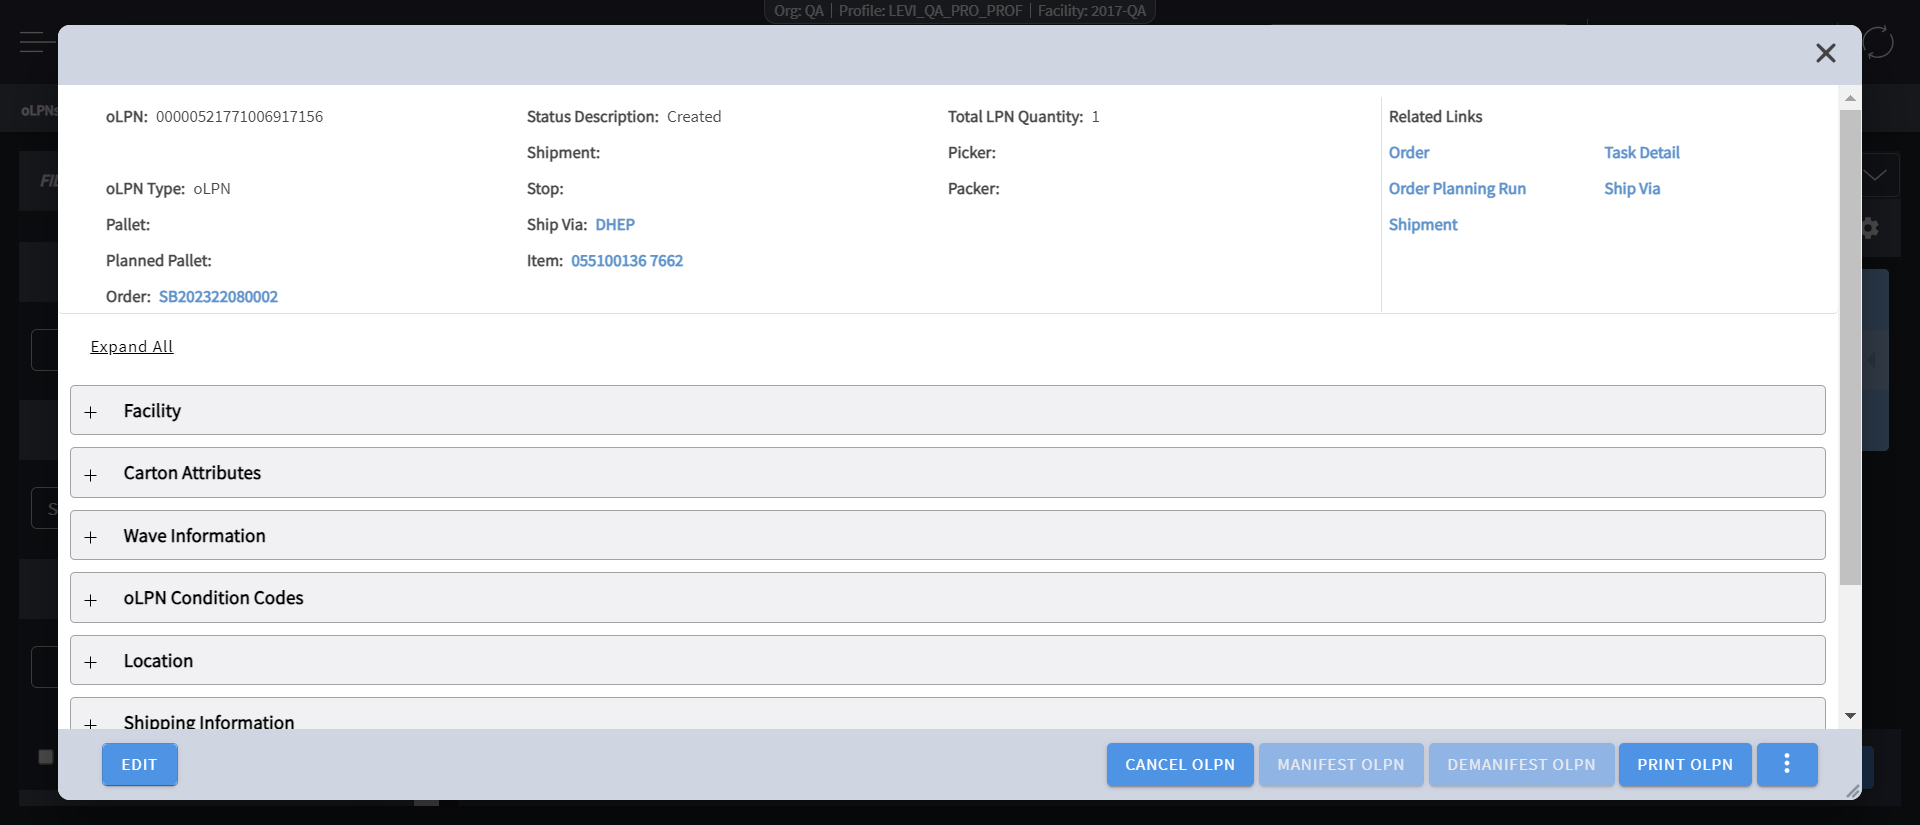 Org: QA | Profile: LEVI_QA_PRO_PROF | Facility: 2017-QA
oLPNs
oLPN: 00000521771006917156
oLPN Type: oLPN
Pallet:
Planned Pallet:
Order: SB202322080002
Status Description: Created
Shipment:
Stop:
Ship Via: DHEP
Item: 055100136 7662
Total LPN Quantity: 1
Picker:
Packer:
Related Links
Order
Task Detail
Order Planning Run
Ship Via
Shipment
Expand All
Facility
Carton Attributes
Wave Information
oLPN Condition Codes
Location
Shipping Information
EDIT
CANCEL OLPN
MANIFEST OLPN
DEMANIFEST OLPN
PRINT OLPN